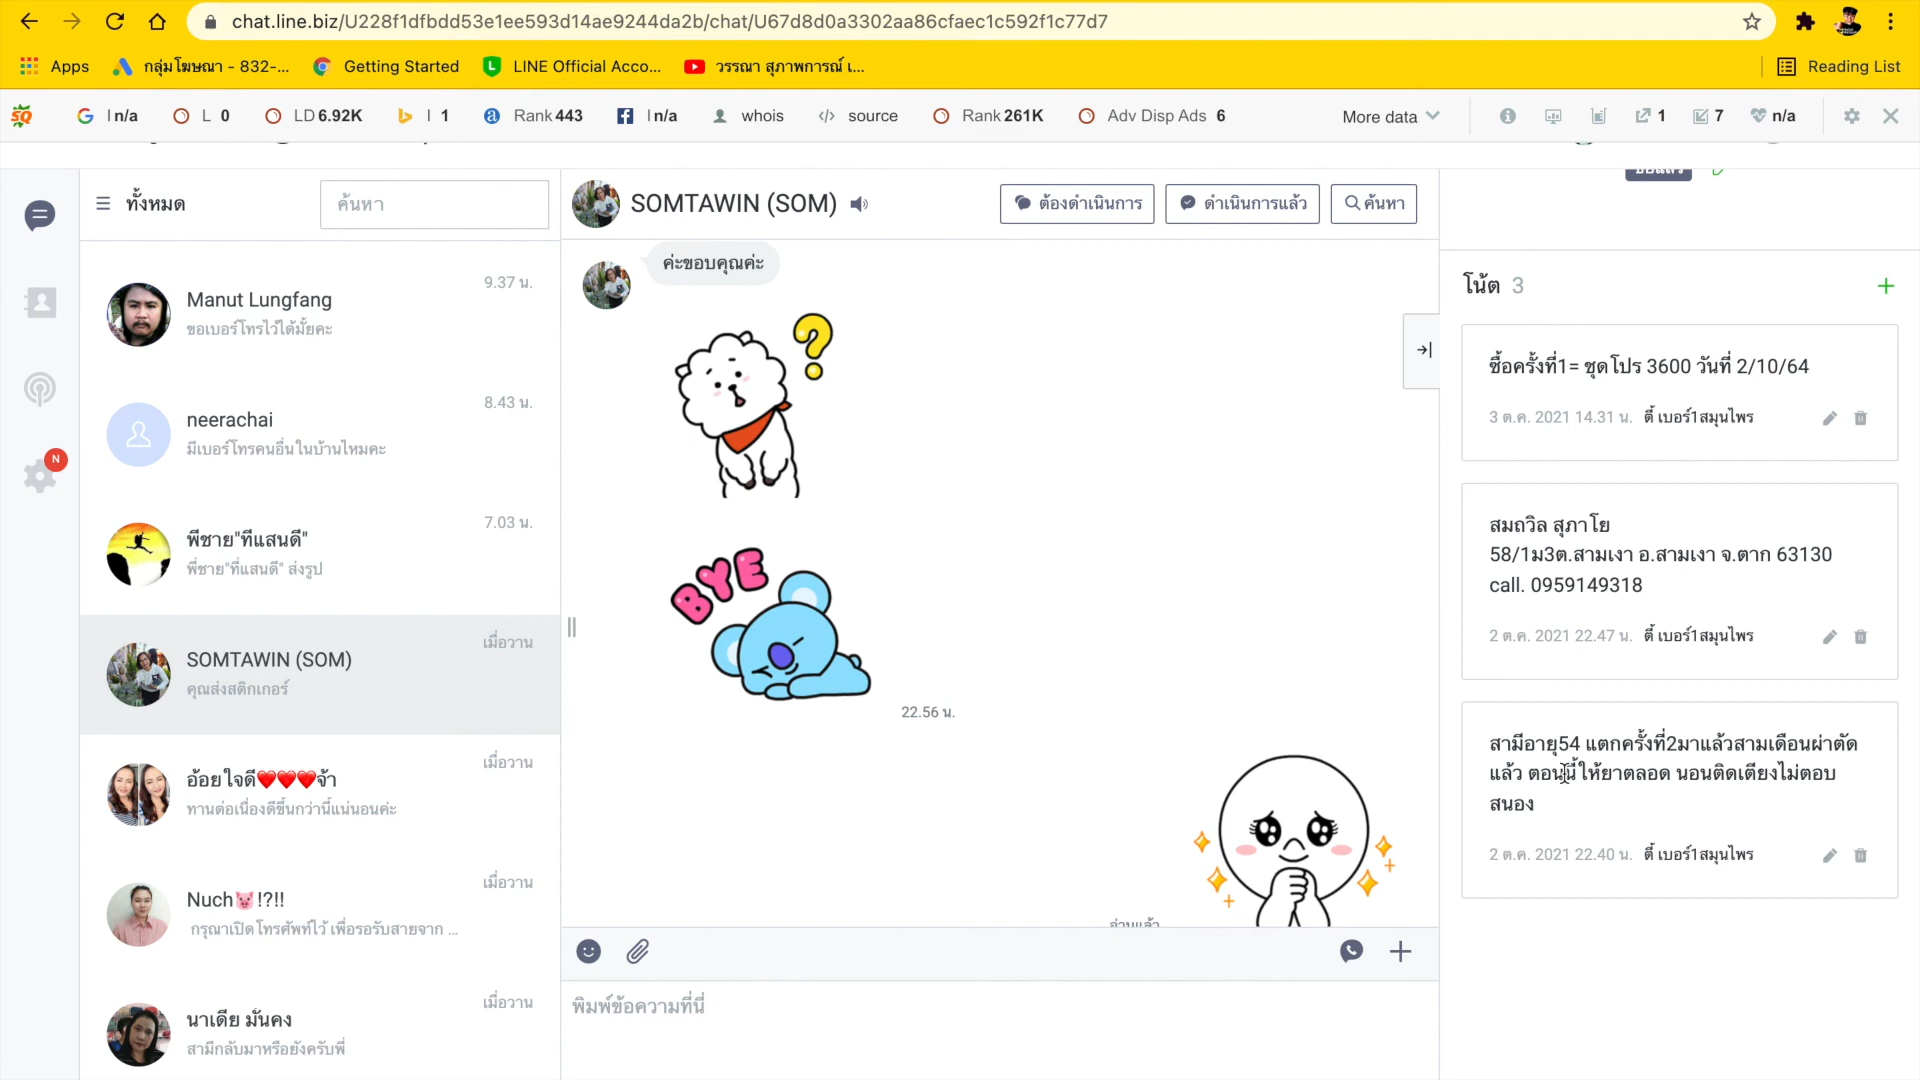 chat.line.biz/U228f1dfbdd53e1ee593d14ae9244da2b/chat/U67d8d0a3302aa86cfaec1c592f1c77d7
Apps
กลุ่มโฆษณา - 832-...
Getting Started
LINE Official Acco...
วรรณา สุภาพการณ์ เ...
Reading List
I n/a
L 0
LD 6.92K
I 1
Rank 443
I n/a
whois
source
Rank 261K
Adv Disp Ads 6
More data
1
7
n/a
ทั้งหมด
ค้นหา
Manut Lungfang
9.37 น.
ขอเบอร์โทรไว้ได้มั้ยคะ
neerachai
8.43 น.
มีเบอร์โทรคนอื่นในบ้านไหมคะ
พี่ชาย"ที่แสนดี"
7.03 น.
พี่ชาย"ที่แสนดี" ส่งรูป
N
SOMTAWIN (SOM)
เมื่อวาน
คุณส่งสติกเกอร์
อ้อยใจดี❤️❤️❤️จ้า
เมื่อวาน
ทานต่อเนื่องดีขึ้นกว่านี้แน่นอนค่ะ
Nuch🐷!?!!
เมื่อวาน
กรุณาเปิดโทรศัพท์ไว้ เพื่อรอรับสายจาก ...
นาเดีย มั่นคง
เมื่อวาน
สามีกลับมาหรือยังครับพี่
SOMTAWIN (SOM)
ต้องดำเนินการ
ดำเนินการแล้ว
ค้นหา
ค่ะขอบคุณค่ะ
BYE
22.56 น.
อ่านแล้ว
พิมพ์ข้อความที่นี่
โน้ต 3
ซื้อครั้งที่1= ชุดโปร 3600 วันที่ 2/10/64
3 ต.ค. 2021 14.31 น. ตี้ เบอร์1สมุนไพร
สมถวิล สุภาโย
58/1ม3ต.สามเงา อ.สามเงา จ.ตาก 63130
call. 0959149318
2 ต.ค. 2021 22.47 น. ตี้ เบอร์1สมุนไพร
สามีอายุ54 แตกครั้งที่2มาแล้วสามเดือนผ่าตัด
แล้ว ตอนนี้ให้ยาตลอด นอนติดเตียงไม่ตอบ
สนอง
2 ต.ค. 2021 22.40 น. ตี้ เบอร์1สมุนไพร